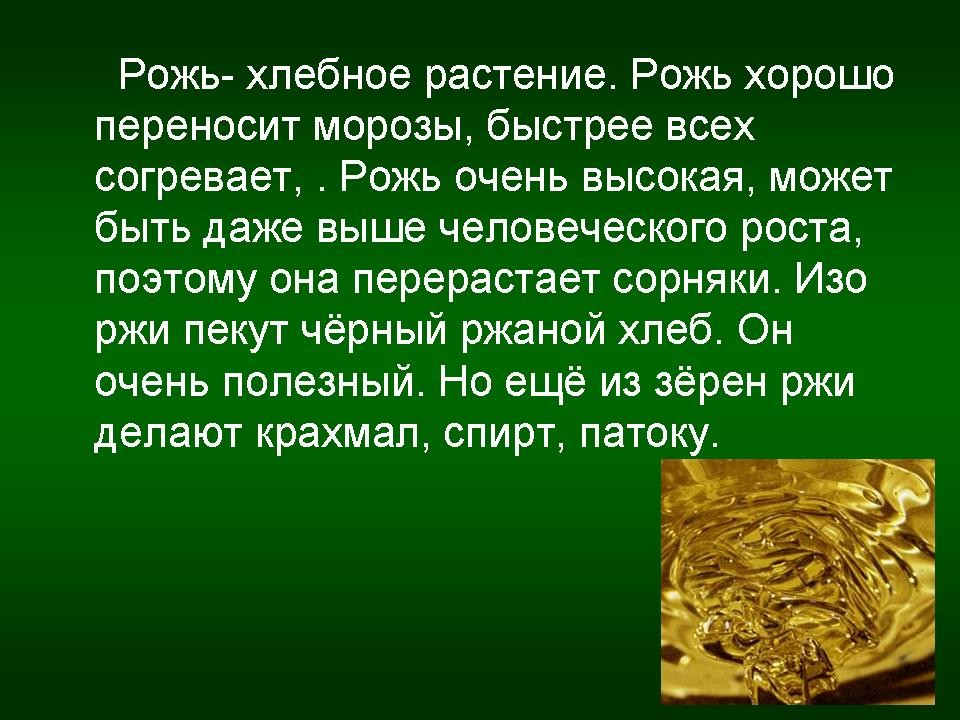 Рожь- хлебное растение. Рожь хорошо
переносит морозы, быстрее всех
согревает, . Рожь очень высокая, может
быть даже выше человеческого роста,
поэтому она перерастает сорняки. Изо
ржи пекут чёрный ржаной хлеб. Он
очень полезный. Но ещё из зёрен ржи
делают крахмал, спирт, патоку.